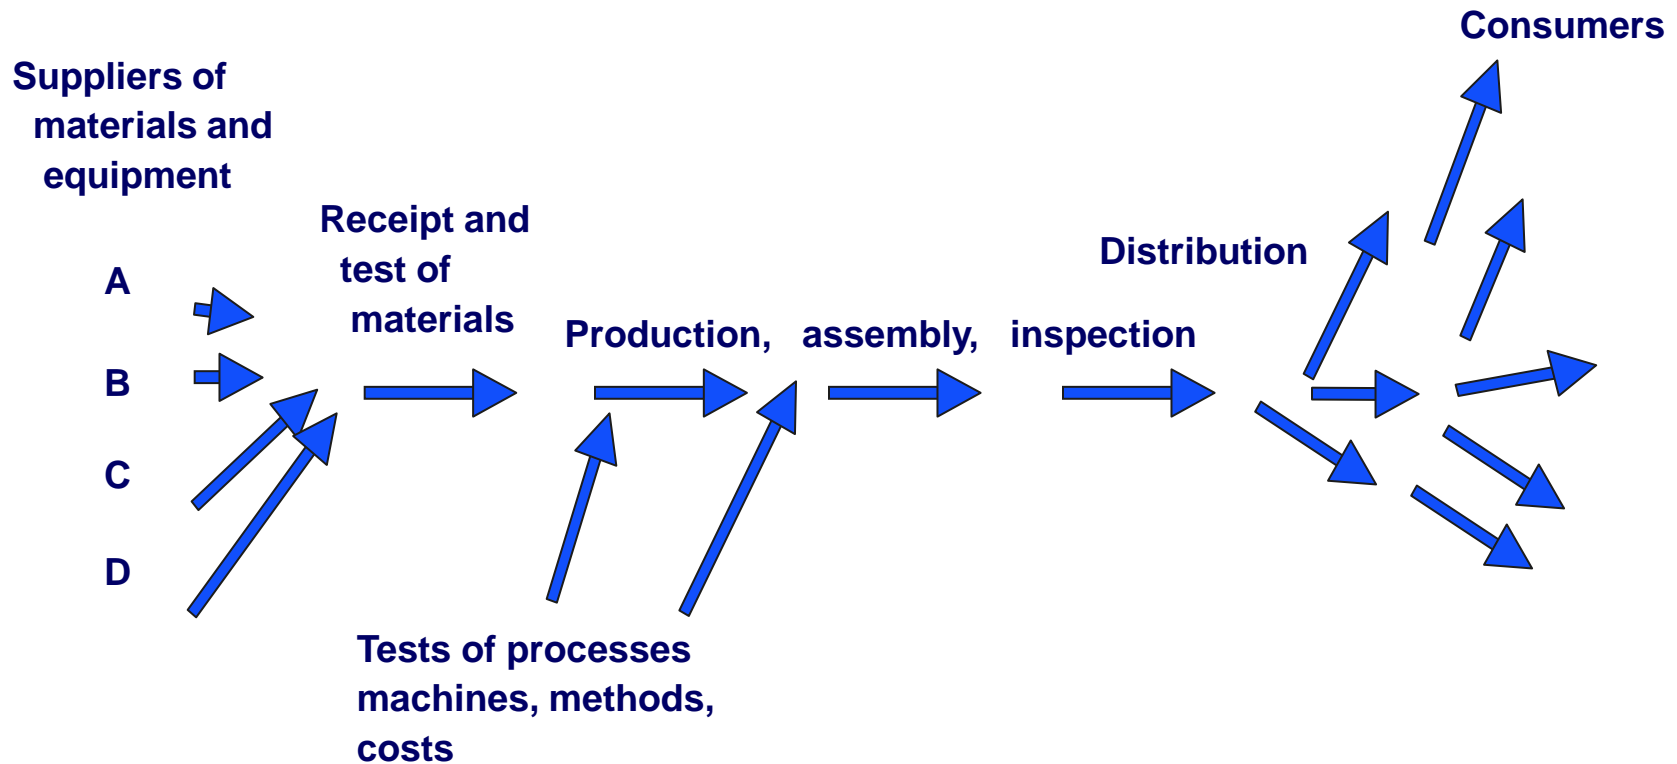 Consumers
Suppliers of
materials and
equipment
Receipt and
test of
materials
Distribution
A
B
C
D
Production, assembly, inspection
Tests of processes
machines, methods,
costs